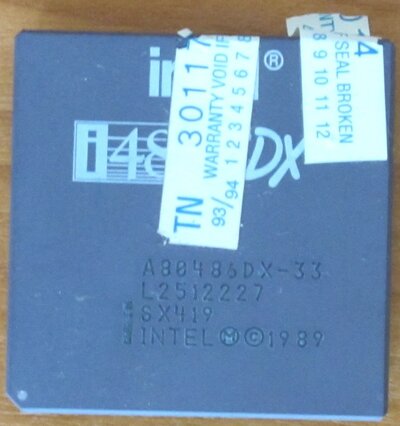 int
®
i48 DX
TN 30117
WARRANTY VOID IF
93/94 1 2 3 4 5 6 7 8
SEAL BROKEN
8 9 10 11 12
A80486DX-33
L2512227
SX419
INTEL Ⓜ©1989